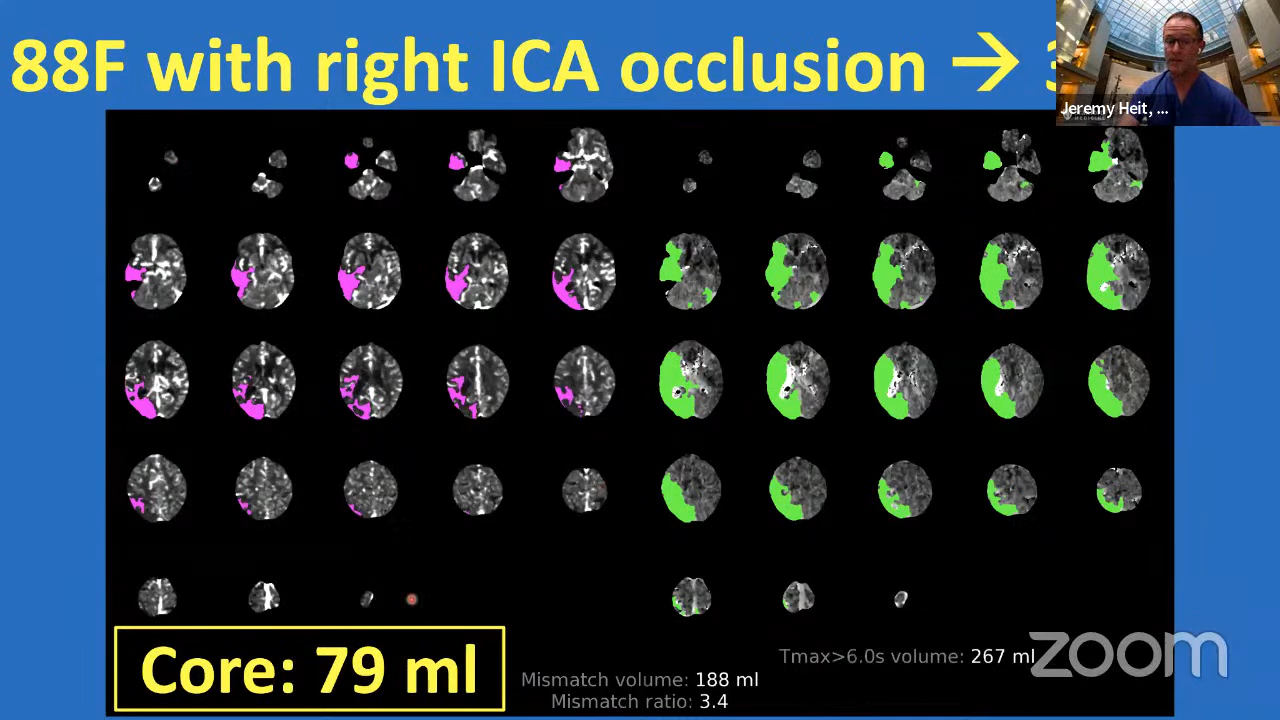 88F with right ICA occlusion →
Jeremy Heit, ...
MEDICINE
Core: 79 ml
Tmax>6.0s volume: 267 ml
zoom
Mismatch volume: 188 ml
Mismatch ratio: 3.4